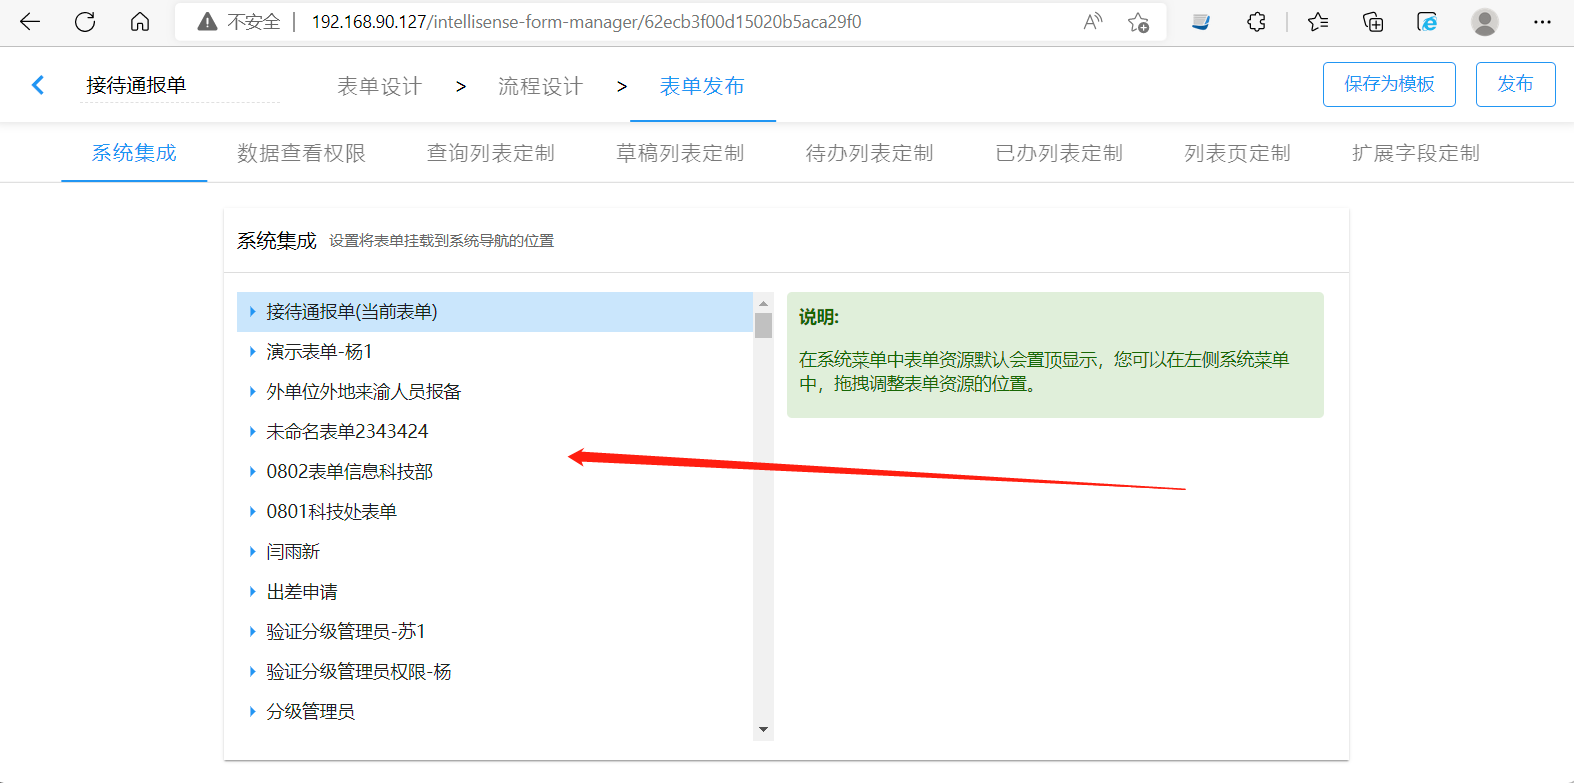 不安全 192.168.90.127/intellisense-form-manager/62ecb3f00d15020b5aca29f0
接待通报单 表单设计 > 流程设计 > 表单发布 保存为模板 发布
系统集成 数据查看权限 查询列表定制 草稿列表定制 待办列表定制 已办列表定制 列表页定制 扩展字段定制
系统集成 设置将表单挂载到系统导航的位置
接待通报单(当前表单)
演示表单-杨1
外单位外地来渝人员报备
未命名表单2343424
0802表单信息科技部
0801科技处表单
闫雨新
出差申请
验证分级管理员-苏1
验证分级管理员权限-杨
分级管理员
说明:
在系统菜单中表单资源默认会置顶显示，您可以在左侧系统菜单
中，拖拽调整表单资源的位置。